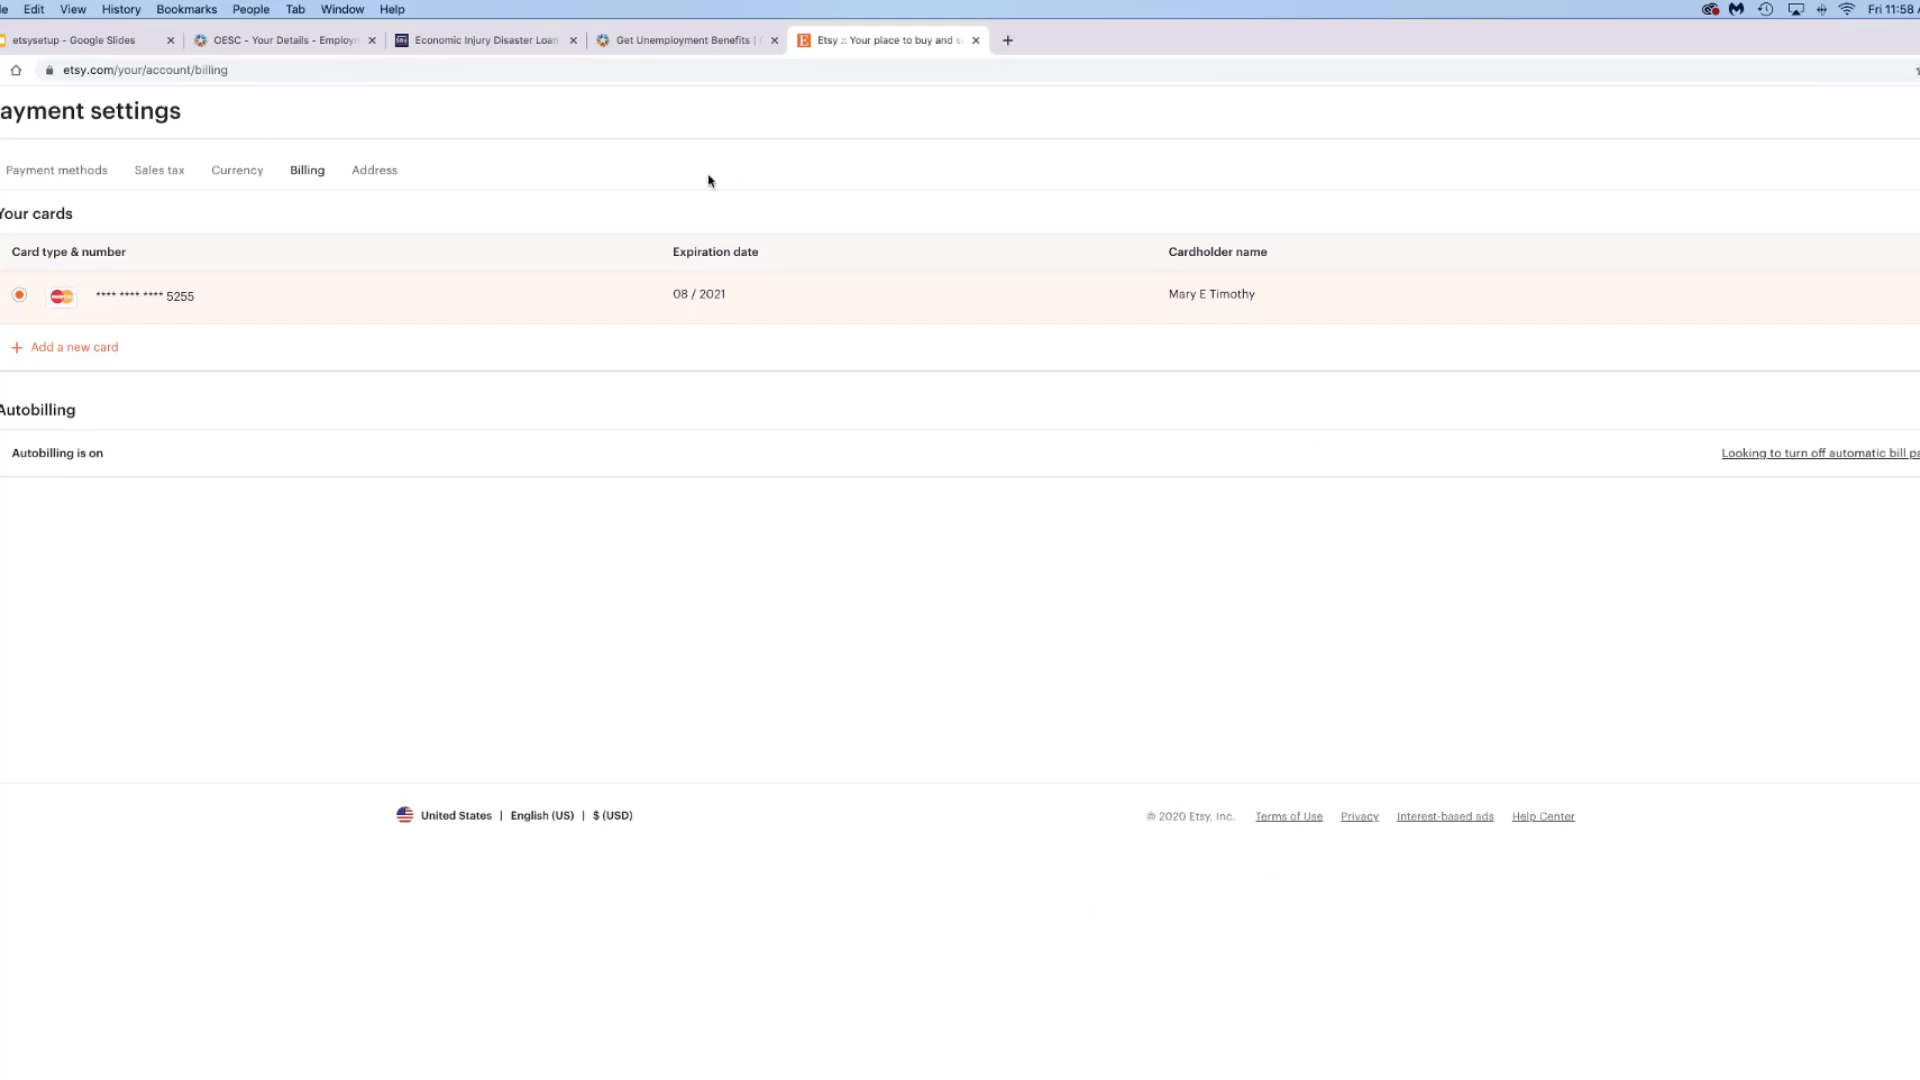 Edit View History Bookmarks People Tab Window Help Fri 11:58
etsysetup - Google Slides OESC - Your Details - Employm Economic Injury Disaster Loan Get Unemployment Benefits | Etsy :: Your place to buy and s
etsy.com/your/account/billing
ayment settings
Payment methods Sales tax Currency Billing Address
Your cards
Card type & number Expiration date Cardholder name
**** **** **** 5255 08 / 2021 Mary E Timothy
+ Add a new card
Autobilling
Autobilling is on Looking to turn off automatic bill pa
United States | English (US) | $ (USD) © 2020 Etsy, Inc. Terms of Use Privacy Interest-based ads Help Center